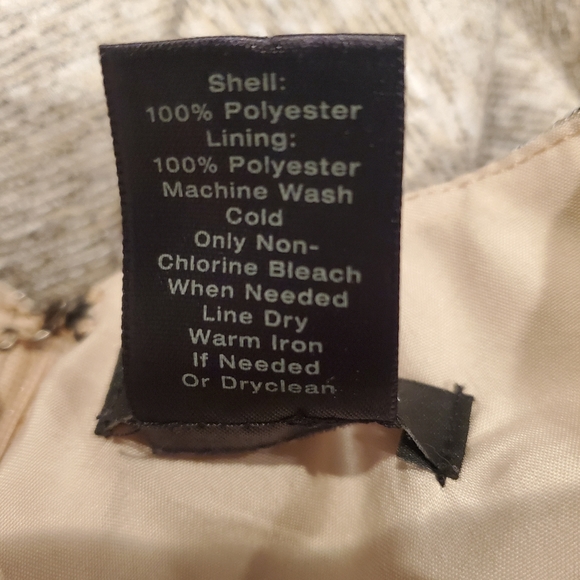 Shell:
100% Polyester
Lining:
100% Polyester
Machine Wash
Cold
Only Non-
Chlorine Bleach
When Needed
Line Dry
Warm Iron
If Needed
Or Dryclean